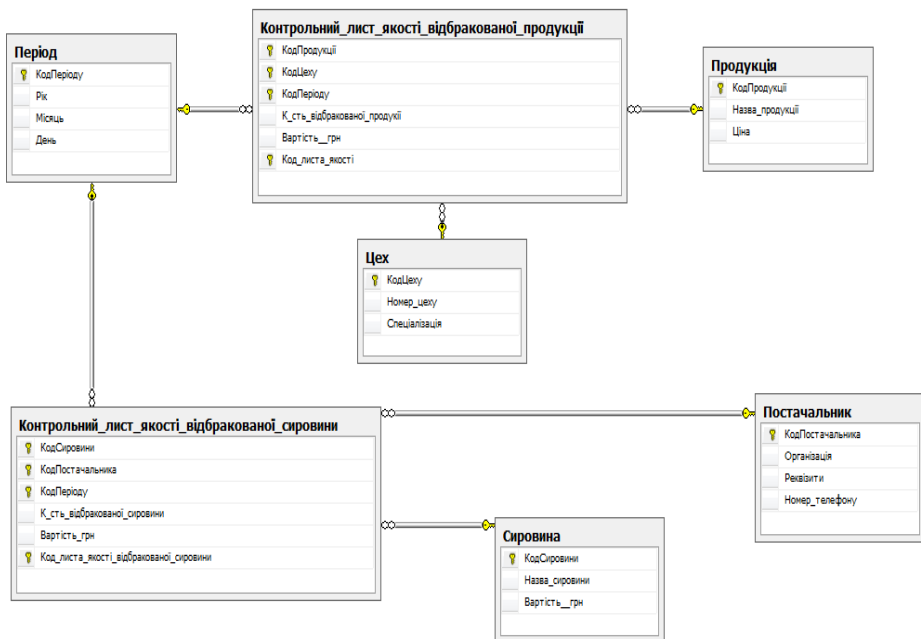 Період
КодПеріоду
Рік
Місяць
День
Контрольний_лист_якості_відбракованої_продукції
КодПродукції
КодЦеху
КодПеріоду
К_сть_відбракованої_продукії
Вартість__грн
Код_листа_якості
Продукція
КодПродукції
Назва_продукції
Ціна
Цех
КодЦеху
Номер_цеху
Спеціалізація
Контрольний_лист_якості_відбракованої_сировини
КодСировини
КодПостачальника
КодПеріоду
К_сть_відбракованої_сировини
Вартість_грн
Код_листа_якості_відбракованої_сировини
Постачальник
КодПостачальника
Організація
Реквізити
Номер_телефону
Сировина
КодСировини
Назва_сировини
Вартість__грн